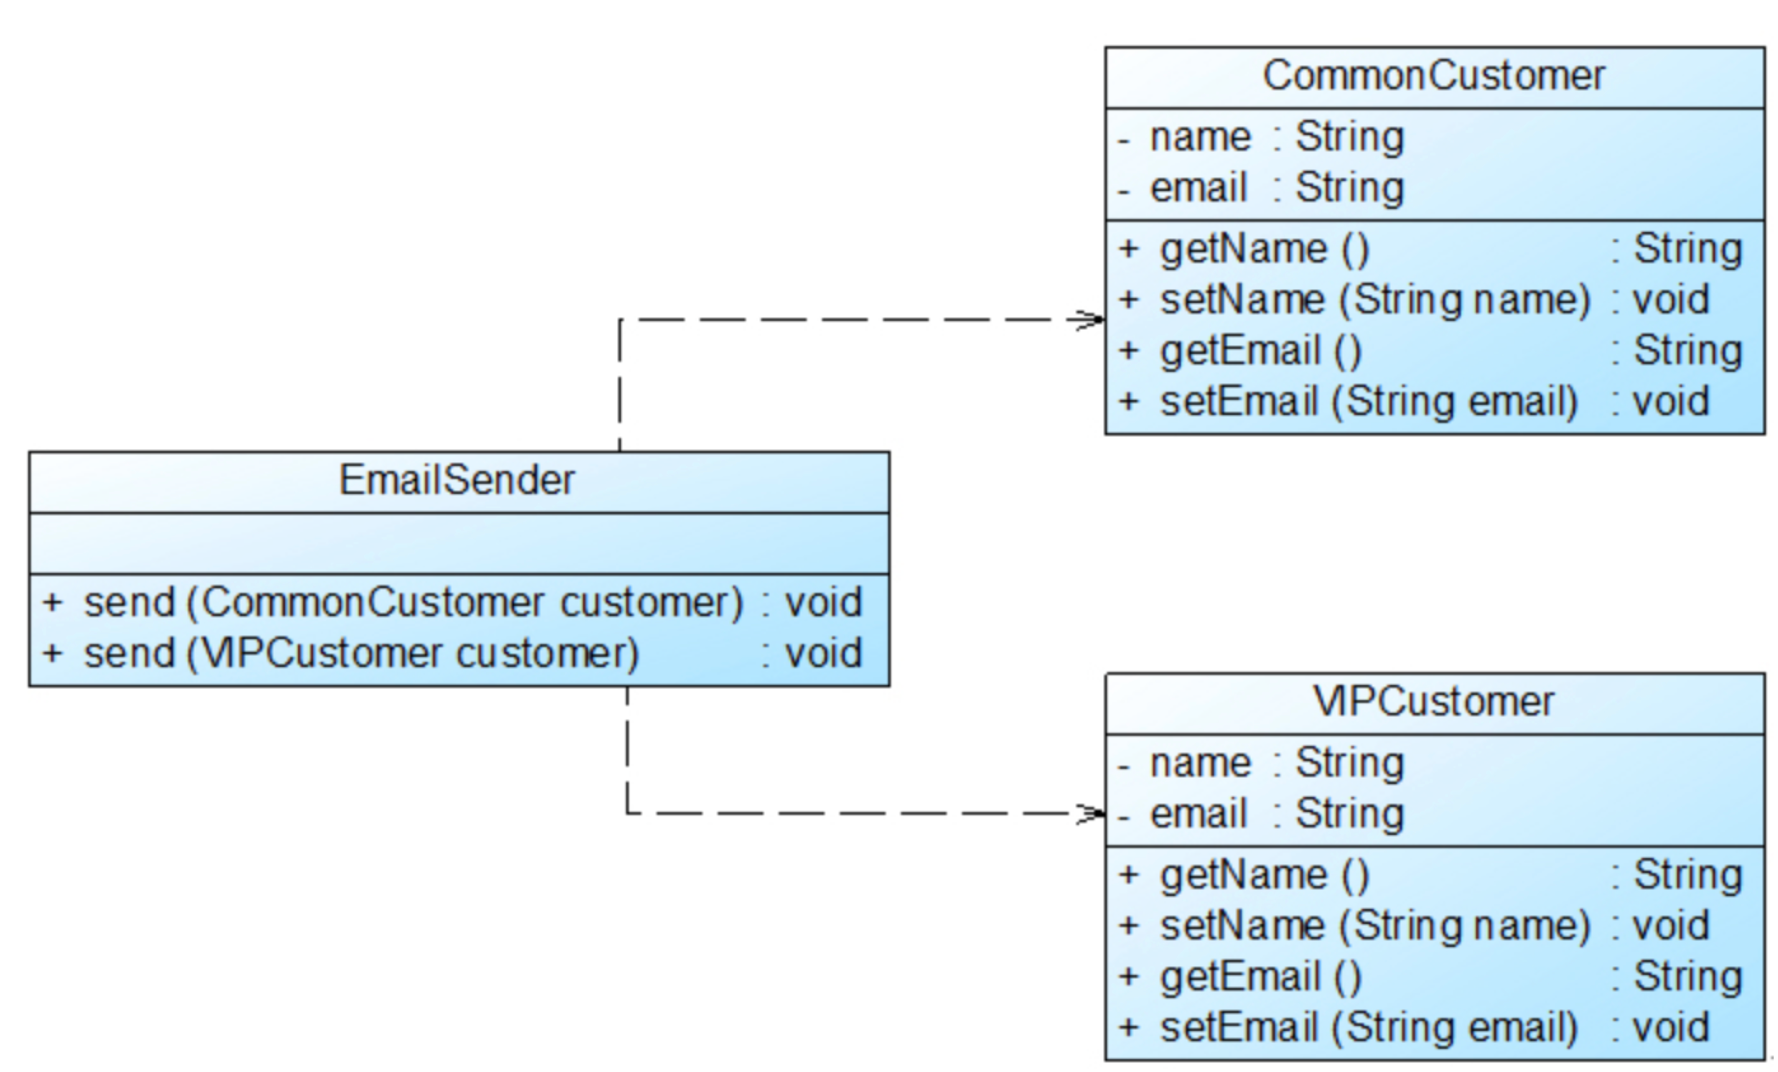 CommonCustomer
- name : String
- email : String
+ getName () : String
+ setName (String name) : void
+ getEmail () : String
+ setEmail (String email) : void
EmailSender
+ send (CommonCustomer customer) : void
+ send (VIPCustomer customer) : void
VIPCustomer
- name : String
- email : String
+ getName () : String
+ setName (String name) : void
+ getEmail () : String
+ setEmail (String email) : void